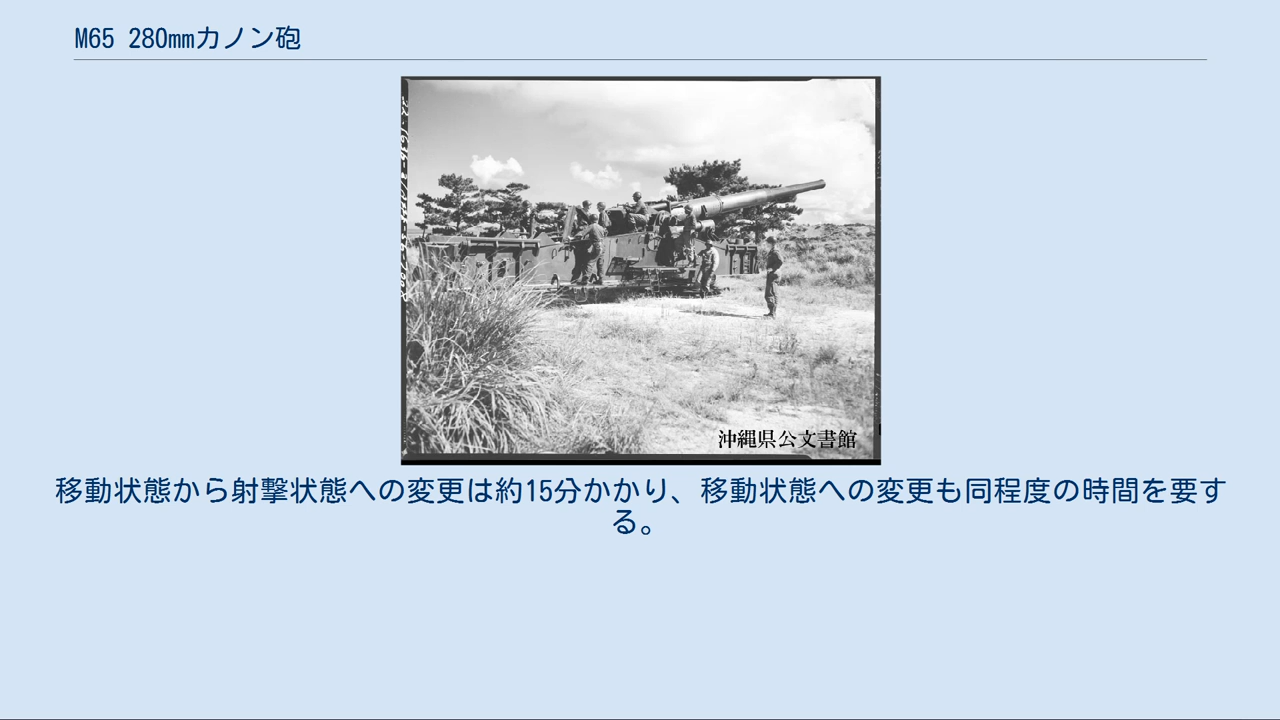 M65 280mmカノン砲
沖縄県公文書館
移動状態から射撃状態への変更は約15分かかり、移動状態への変更も同程度の時間を要す
る。